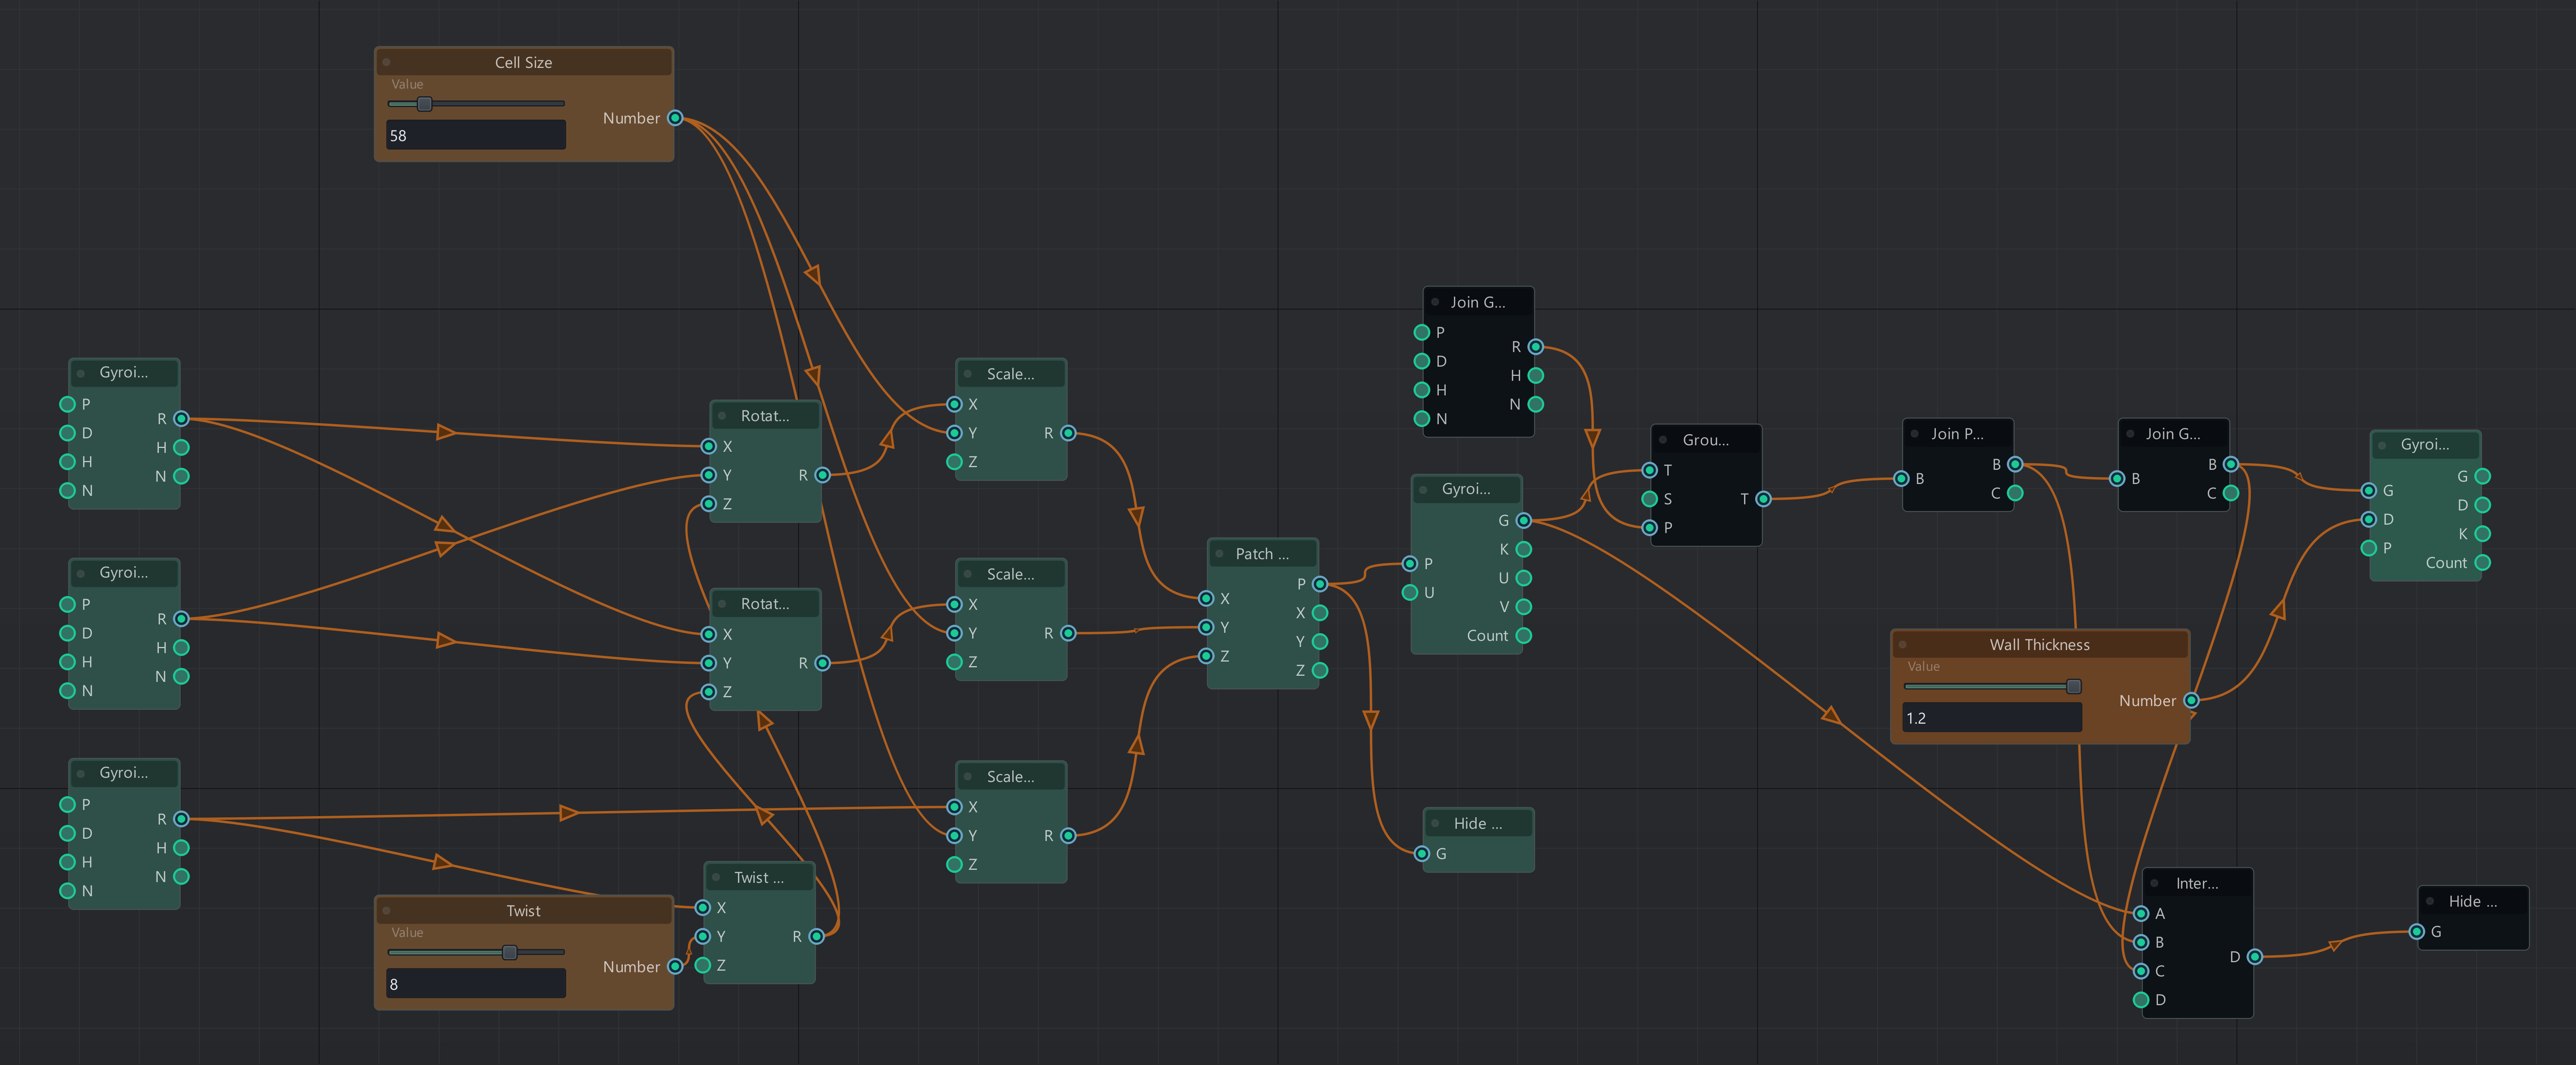 Cell Size
Value
58
Number
Gyroi...
P
D
H
N
R
H
N
Gyroi...
P
D
H
N
R
H
N
Gyroi...
P
D
H
N
R
H
N
Twist
Value
8
Number
Rotat...
X
Y
Z
R
Rotat...
X
Y
Z
R
Twist ...
X
Y
Z
R
Scale...
X
Y
Z
R
Scale...
X
Y
Z
R
Scale...
X
Y
Z
R
Patch ...
X
Y
Z
P
X
Y
Z
Join G...
P
D
H
N
R
H
N
Gyroi...
P
U
G
K
U
V
Count
Hide ...
G
Grou...
T
S
P
T
Join P...
B
B
C
Join G...
B
B
C
Wall Thickness
Value
1.2
Number
Gyroi...
G
D
P
G
D
K
Count
Inter...
A
B
C
D
D
Hide ...
G